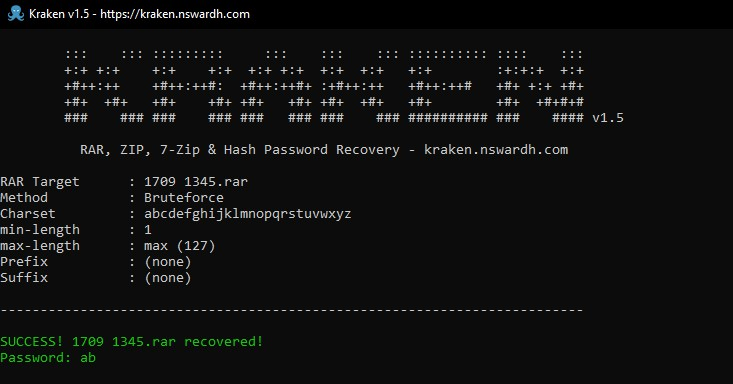 Kraken v1.5 - https://kraken.nswardh.com
KRAKEN v1.5
RAR, ZIP, 7-Zip & Hash Password Recovery - kraken.nswardh.com
RAR Target : 1709 1345.rar
Method : Bruteforce
Charset : abcdefghijklmnopqrstuvwxyz
min-length : 1
max-length : max (127)
Prefix : (none)
Suffix : (none)
-------------------------------------------------------------------------
SUCCESS! 1709 1345.rar recovered!
Password: ab